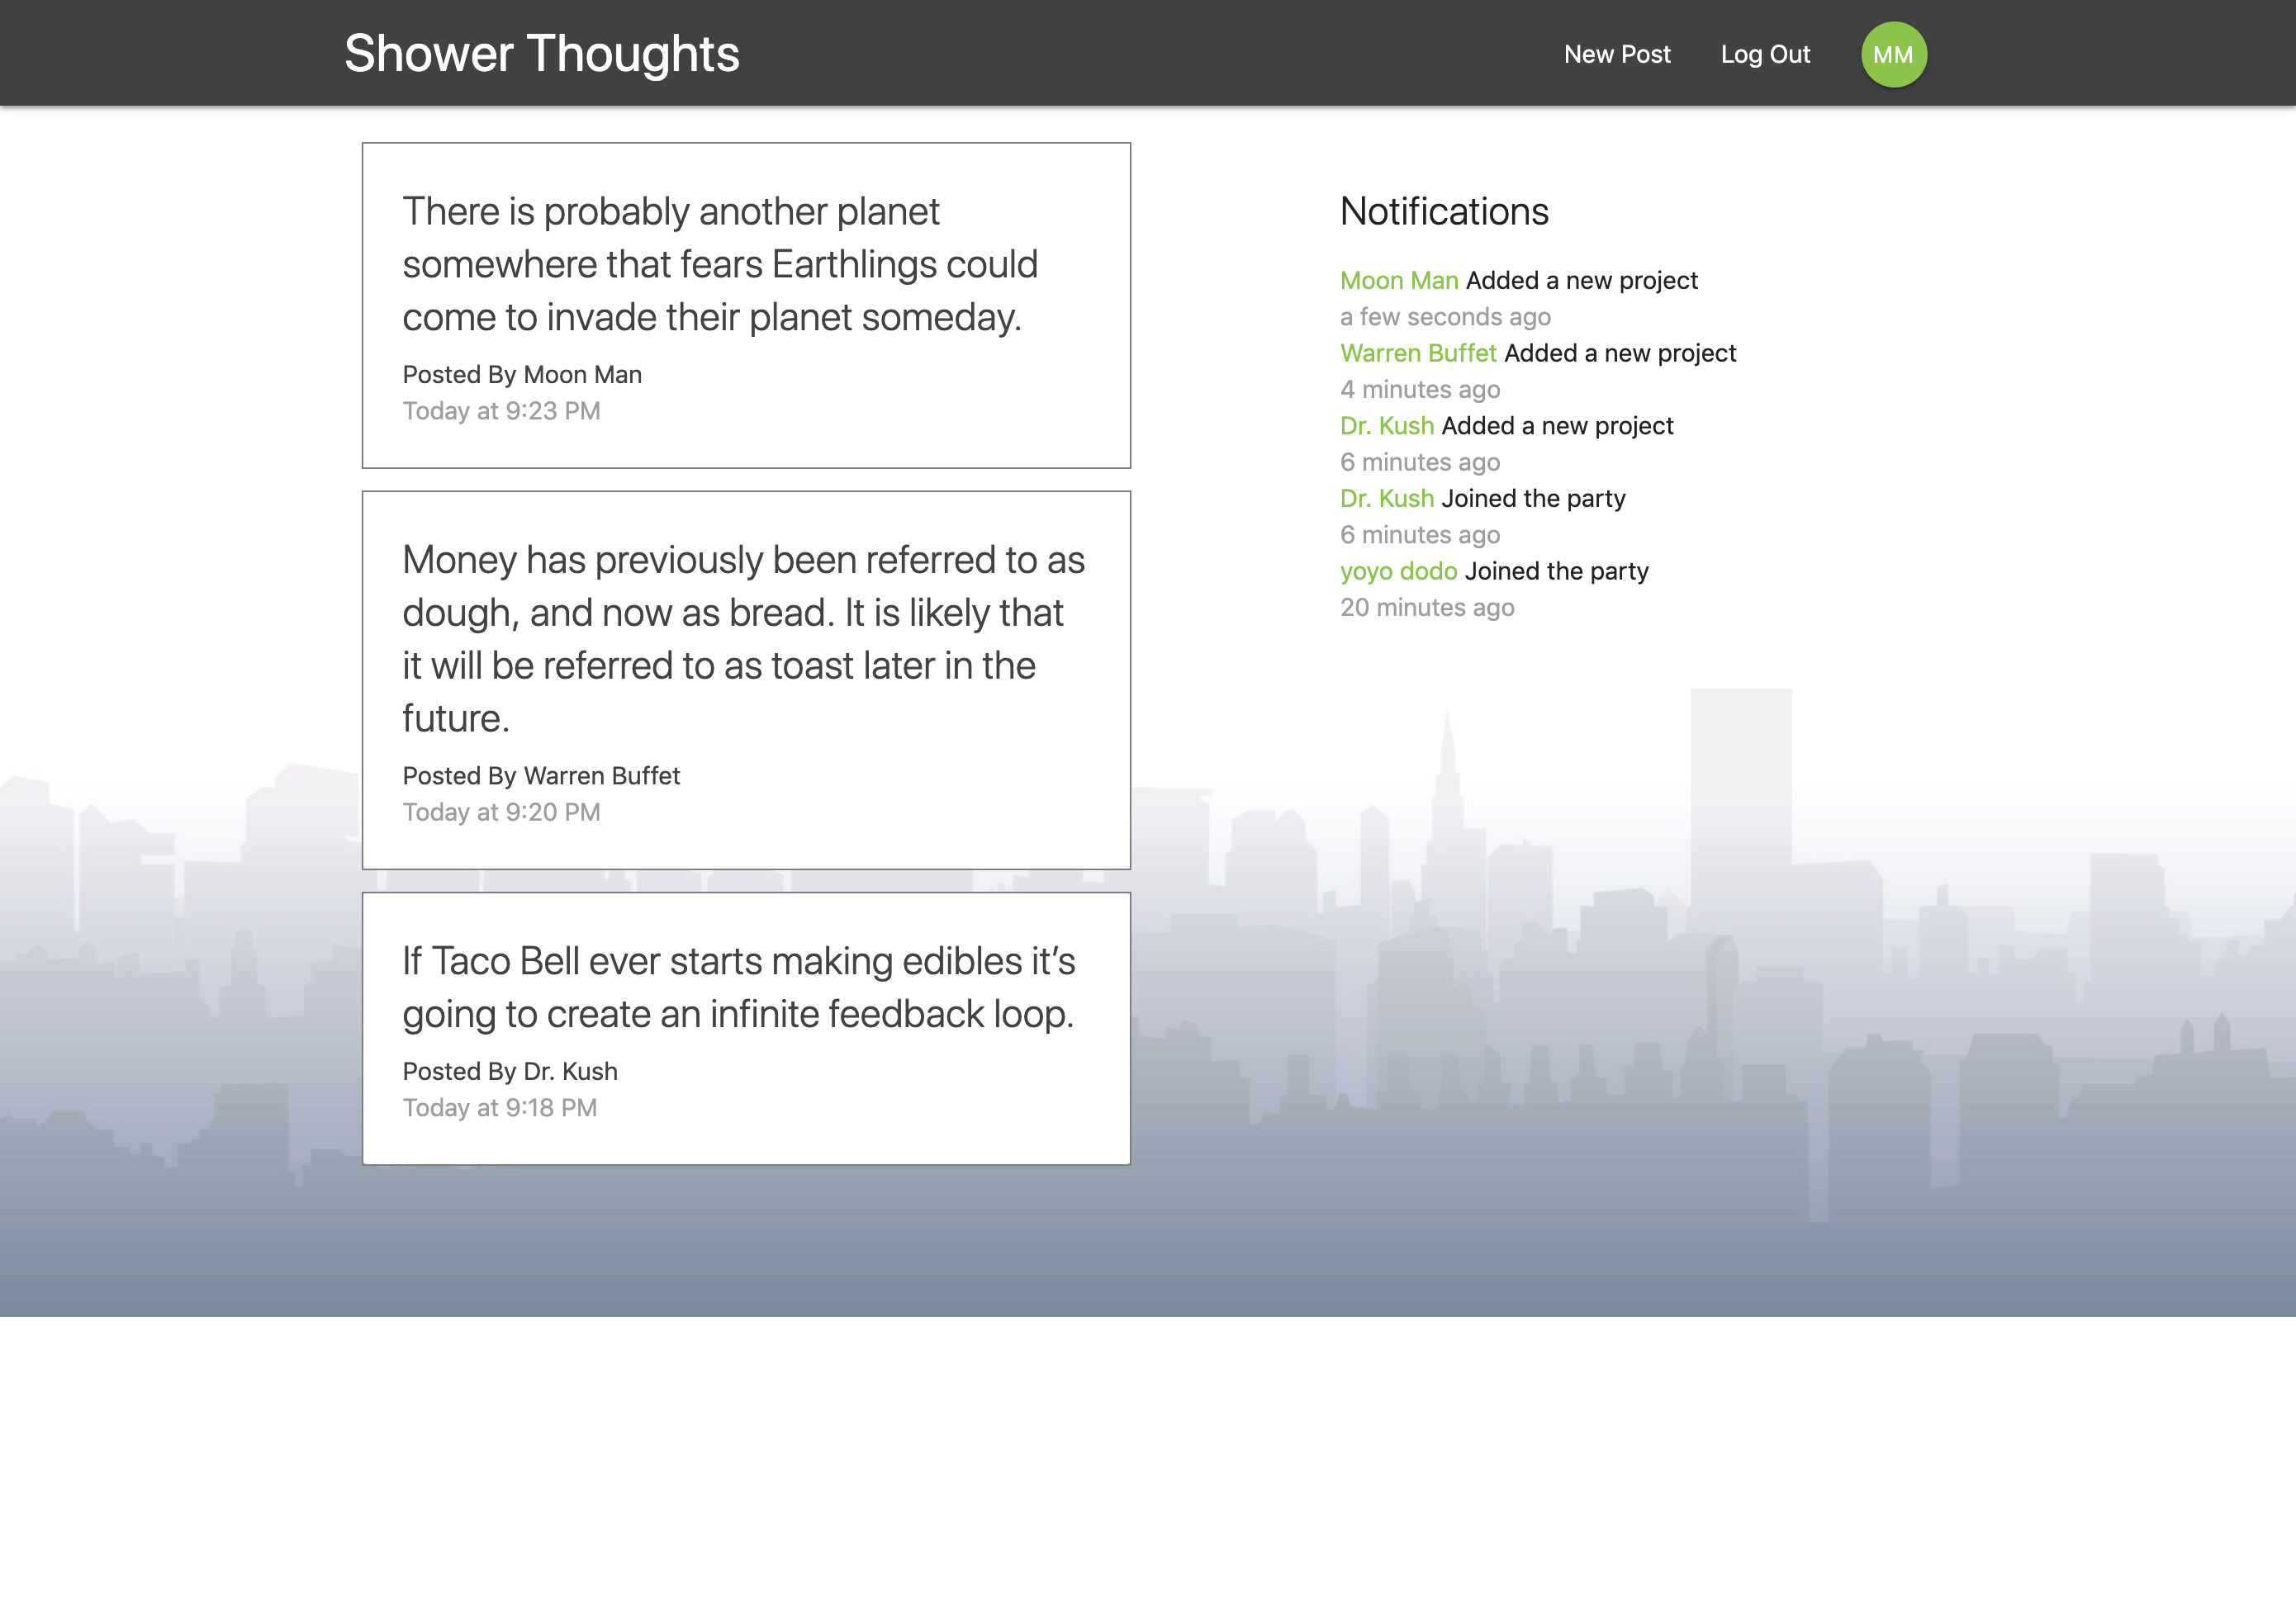 Shower Thoughts
New Post
Log Out
MM
There is probably another planet
somewhere that fears Earthlings could
come to invade their planet someday.
Posted By Moon Man
Today at 9:23 PM
Money has previously been referred to as
dough, and now as bread. It is likely that
it will be referred to as toast later in the
future.
Posted By Warren Buffet
Today at 9:20 PM
If Taco Bell ever starts making edibles it’s
going to create an infinite feedback loop.
Posted By Dr. Kush
Today at 9:18 PM
Notifications
Moon Man Added a new project
a few seconds ago
Warren Buffet Added a new project
4 minutes ago
Dr. Kush Added a new project
6 minutes ago
Dr. Kush Joined the party
6 minutes ago
yoyo dodo Joined the party
20 minutes ago